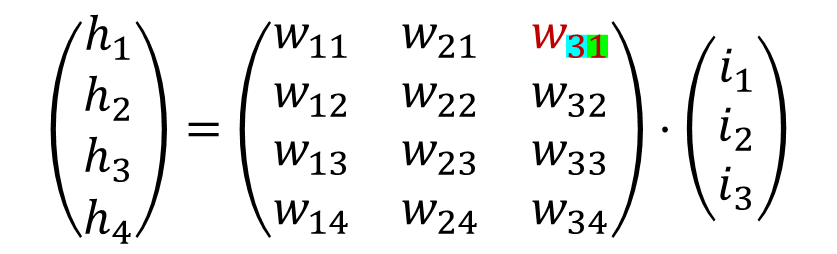 h₁ w₁₁ w₂₁ w₃₁
h₂ = w₁₂ w₂₂ w₃₂ · i₁
h₃ w₁₃ w₂₃ w₃₃ i₂
h₄ w₁₄ w₂₄ w₃₄ i₃